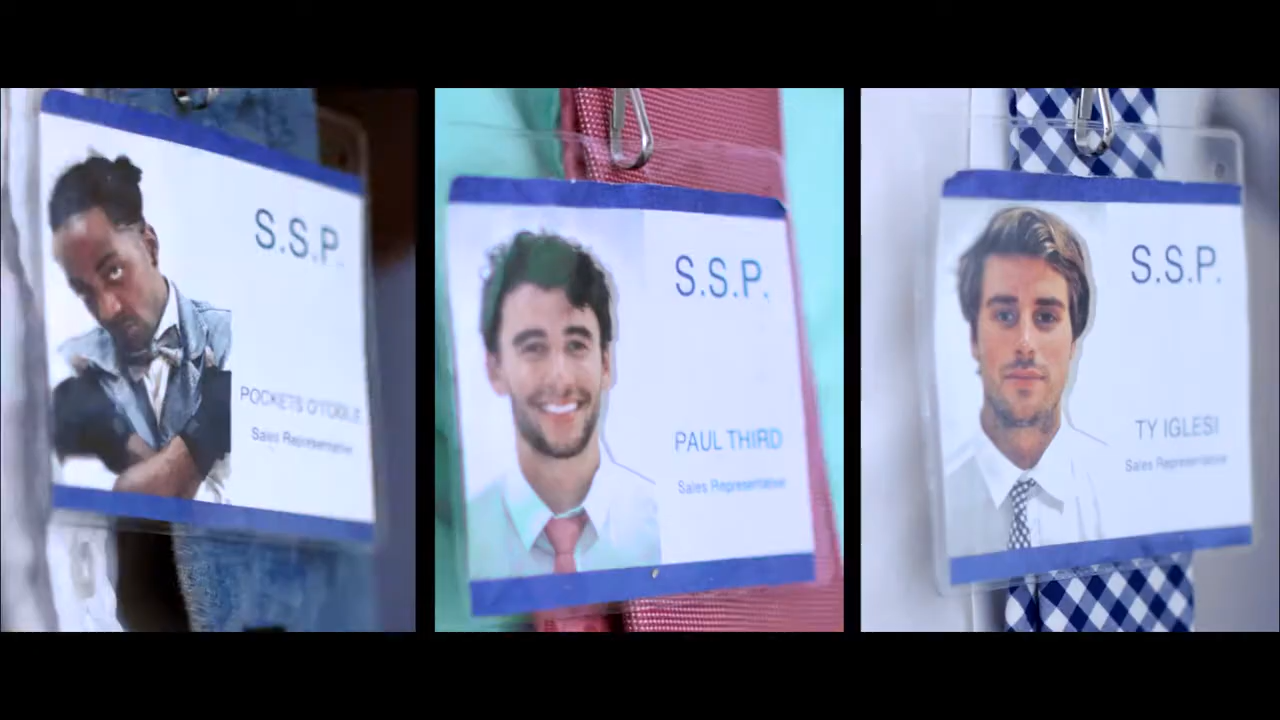 S.S.P.
POCKETS O'TOOLE
Sales Representative
S.S.P.
PAUL THIRD
Sales Representative
S.S.P.
TY IGLESI
Sales Representative